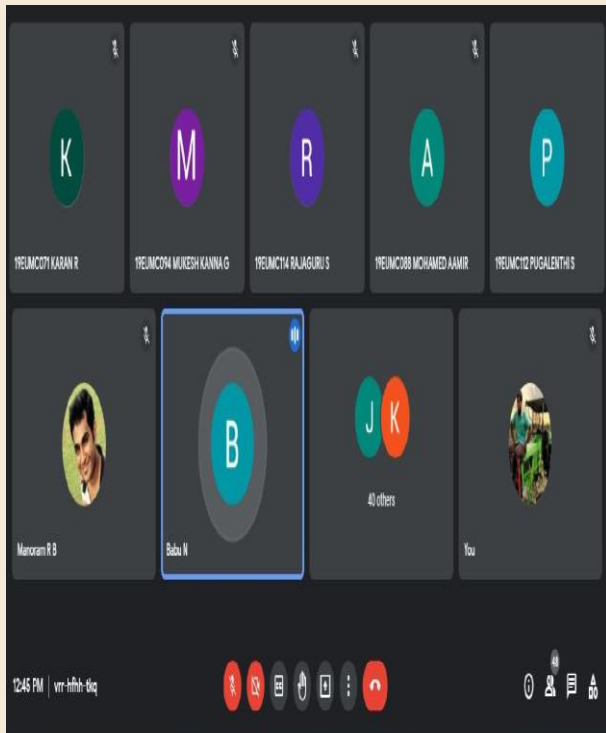 K
M
R
A
P
19EUMC071 KARAN R
19EUMC094 MUKESH KANNA G
19EUMC114 RAJAGURU S
19EUMC088 MOHAMED AAMIR
19EUMC112 PUGALENTHI S
B
J K
40 others
Manoram R B
Babu N
You
12:45 PM | vrr-hfhh-tkq
48